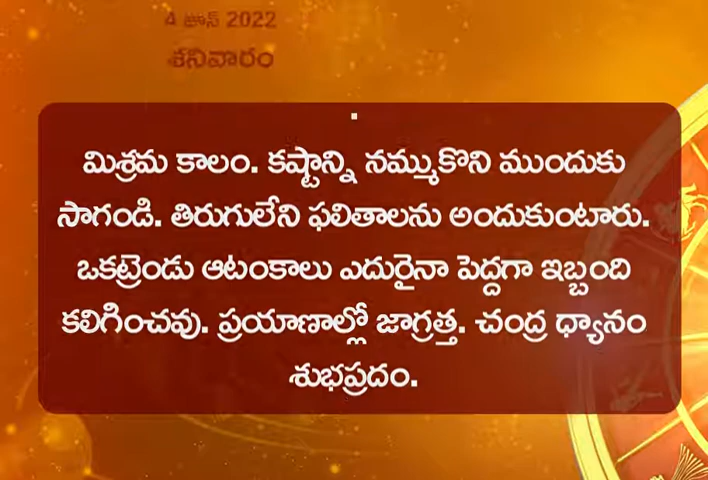 4 జూన్ 2022
శనివారం
మిశ్రమ కాలం. కష్టాన్ని నమ్ముకొని ముందుకు
సాగండి. తిరుగులేని ఫలితాలను అందుకుంటారు.
ఒకట్రెండు ఆటంకాలు ఎదురైనా పెద్దగా ఇబ్బంది
కలిగించవు. ప్రయాణాల్లో జాగ్రత్త. చంద్ర ధ్యానం
శుభప్రదం.